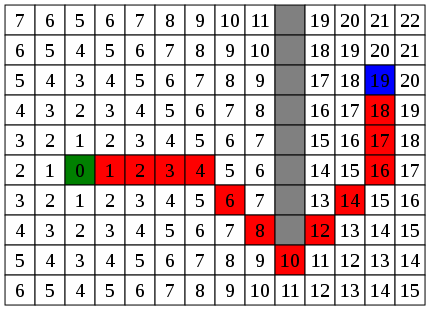 7 6 5 6 7 8 9 10 11 19 20 21 22
6 5 4 5 6 7 8 9 10 18 19 20 21
5 4 3 4 5 6 7 8 9 17 18 19 20
4 3 2 3 4 5 6 7 8 16 17 18 19
3 2 1 2 3 4 5 6 7 15 16 17 18
2 1 0 1 2 3 4 5 6 14 15 16 17
3 2 1 2 3 4 5 6 7 13 14 15 16
4 3 2 3 4 5 6 7 8 12 13 14 15
5 4 3 4 5 6 7 8 9 10 11 12 13 14
6 5 4 5 6 7 8 9 10 11 12 13 14 15